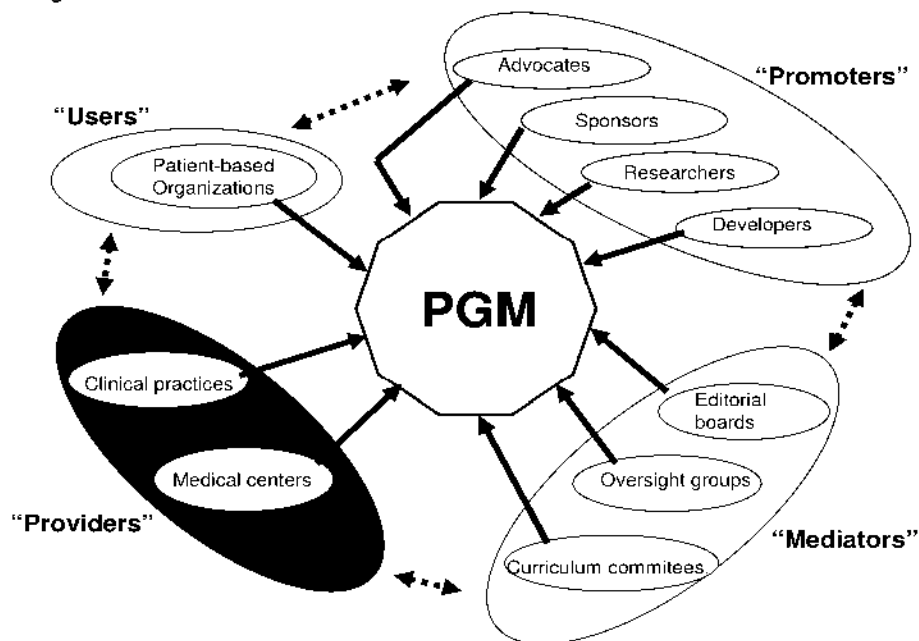 Advocates
“Promoters”
“Users”
Sponsors
Patient-based
Organizations
Researchers
Developers
PGM
Clinical practices
Editorial
boards
Medical centers
Oversight groups
“Providers”
“Mediators”
Curriculum commitees